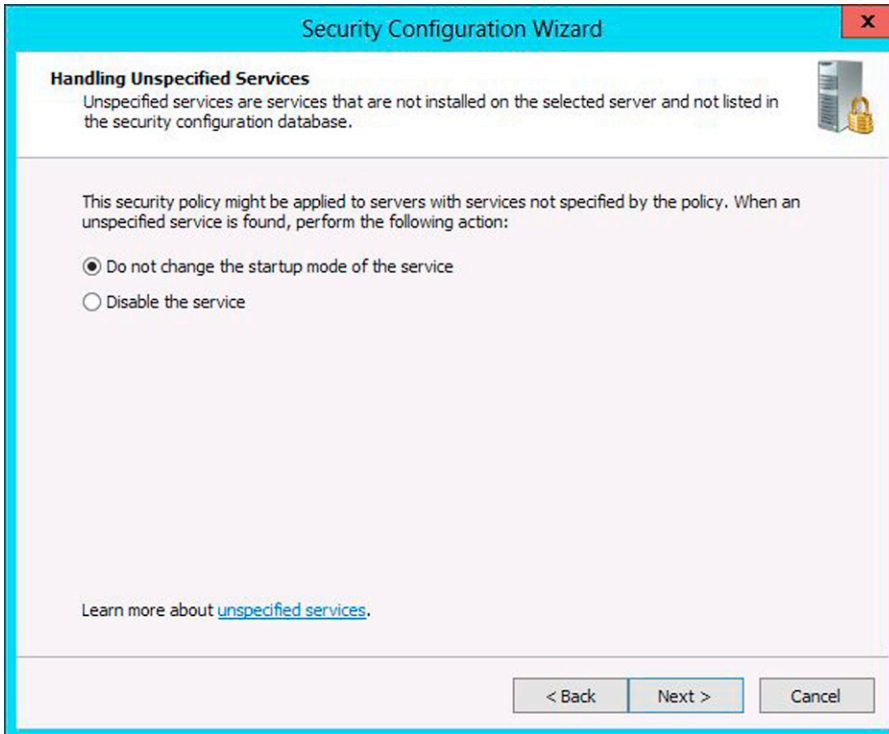 Security Configuration Wizard
x
Handling Unspecified Services
Unspecified services are services that are not installed on the selected server and not listed in
the security configuration database.
This security policy might be applied to servers with services not specified by the policy. When an
unspecified service is found, perform the following action:
Do not change the startup mode of the service
Disable the service
Learn more about unspecified services.
< Back Next > Cancel